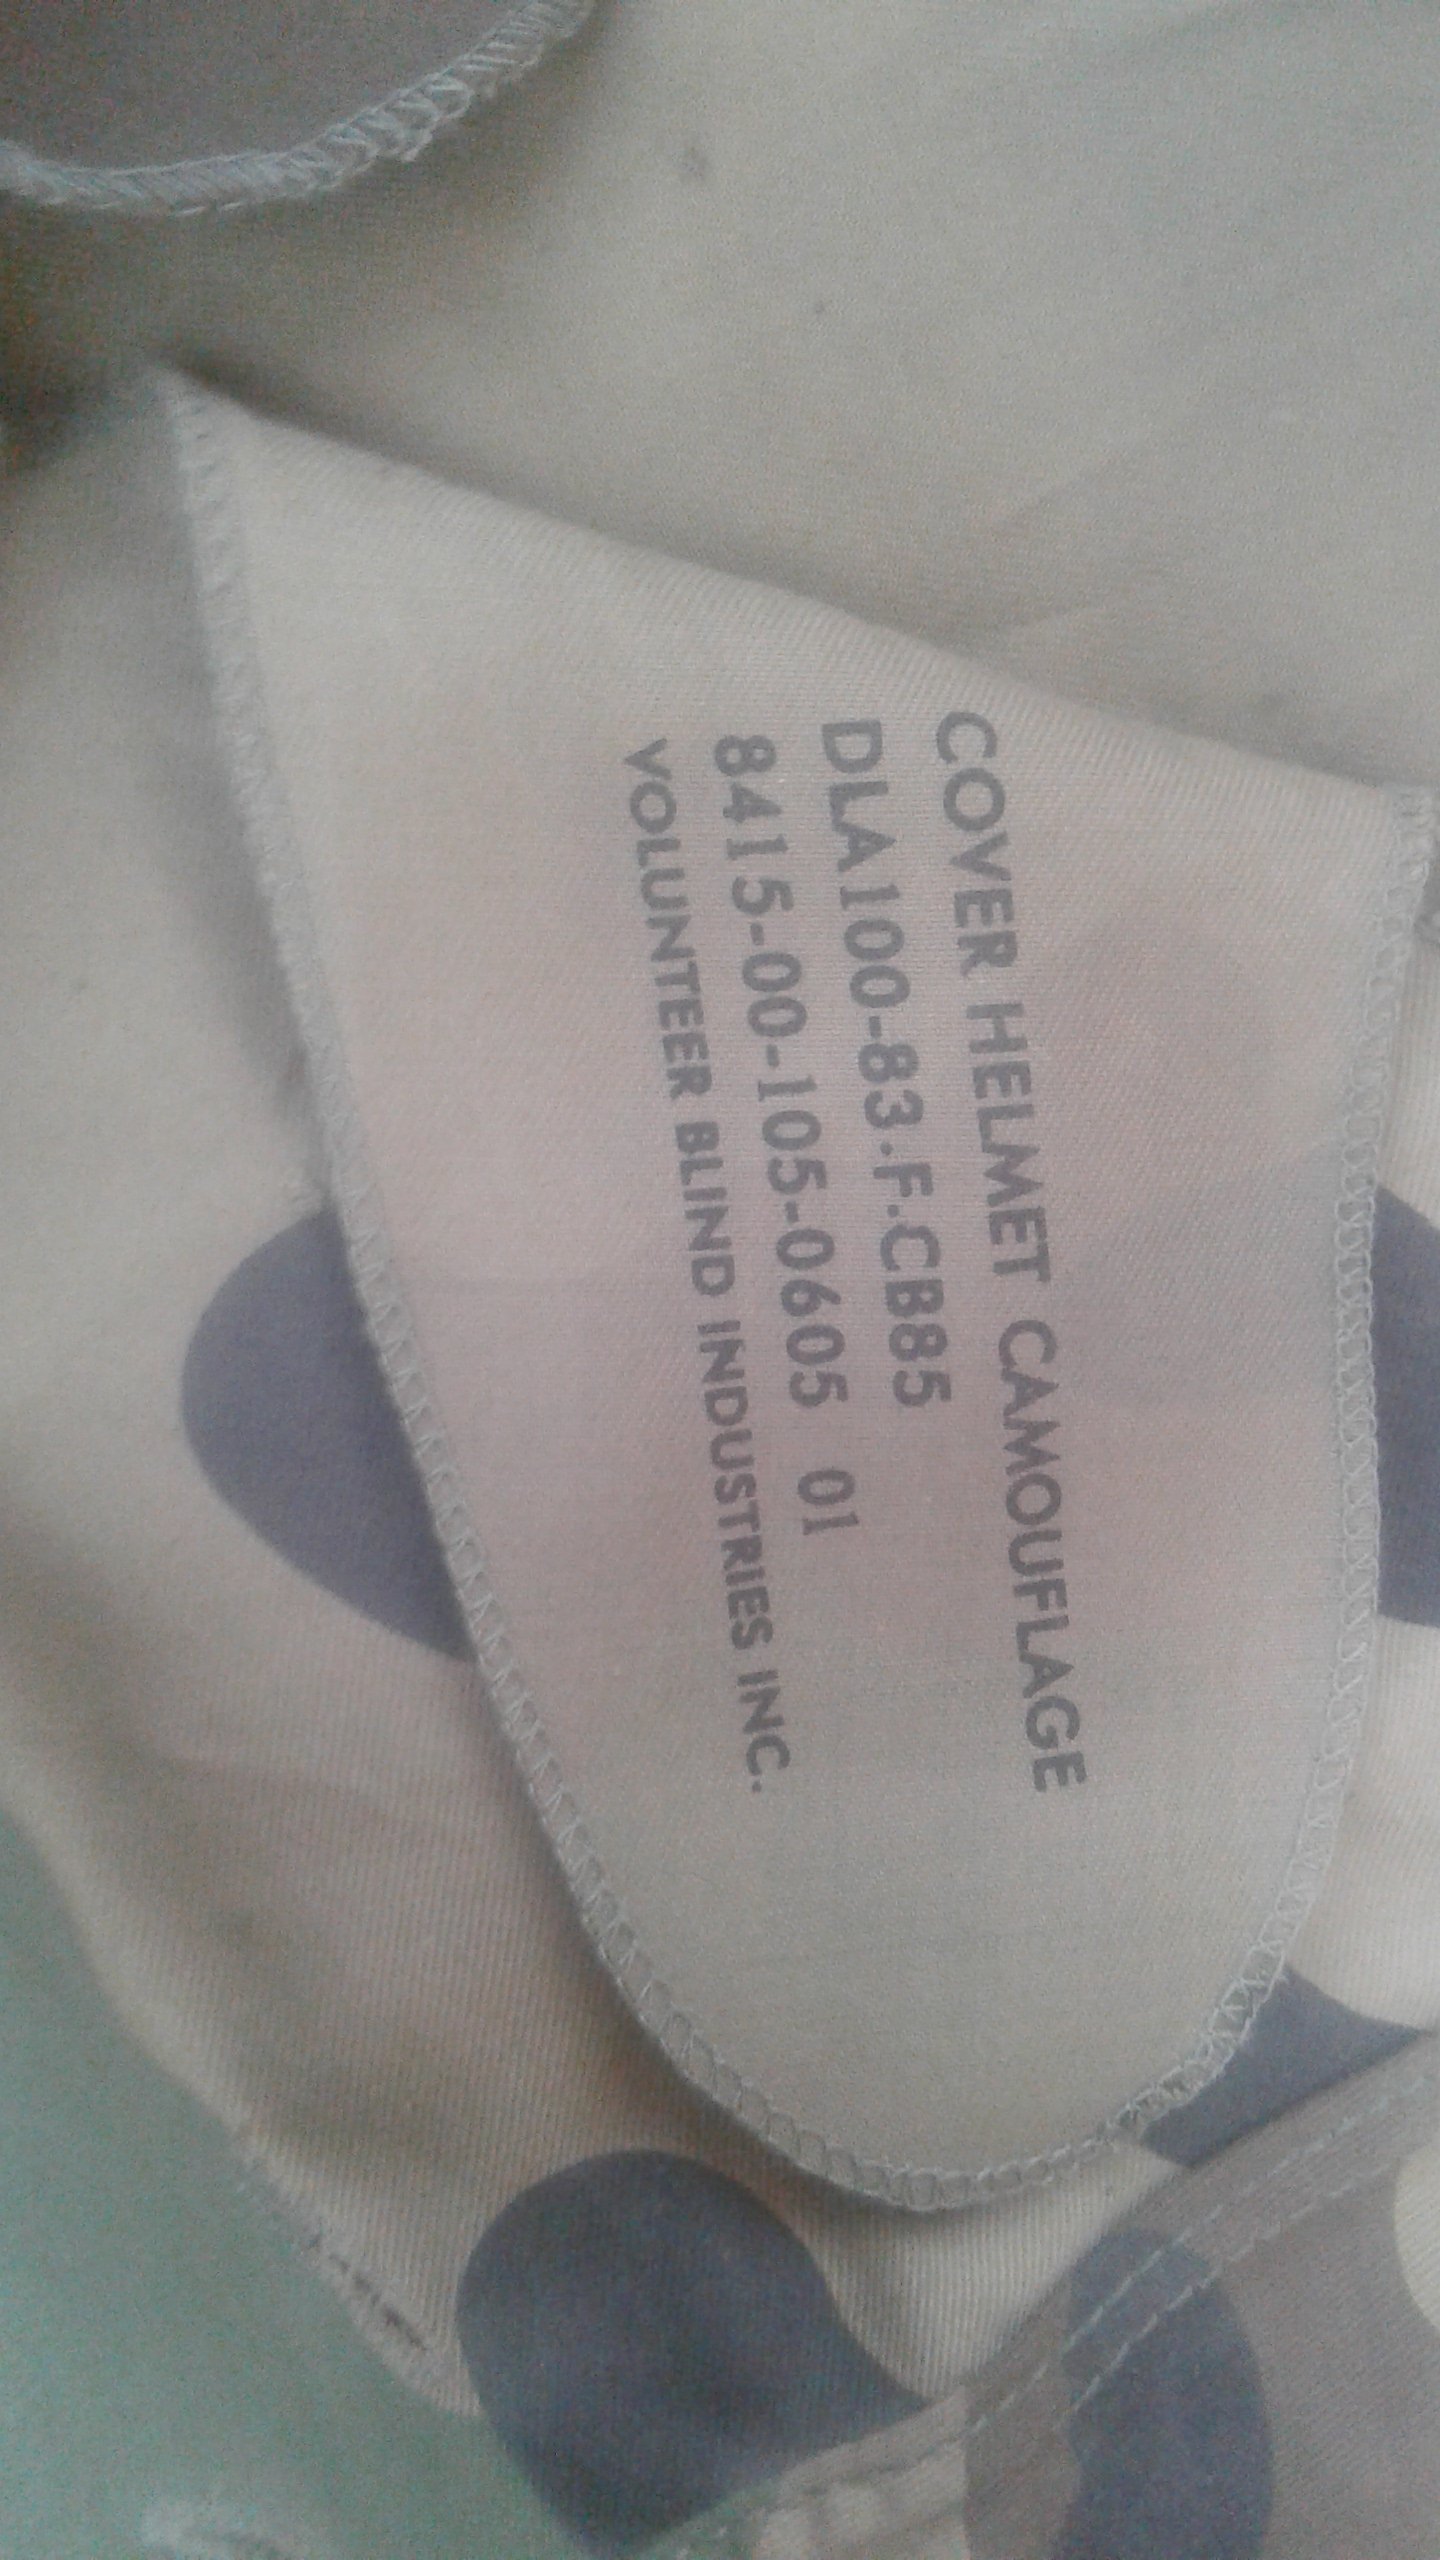 COVER HELMET CAMOUFLAGE
DLA100-83.F.CB85
8415-00-105-0605 01
VOLUNTEER BLIND INDUSTRIES INC.